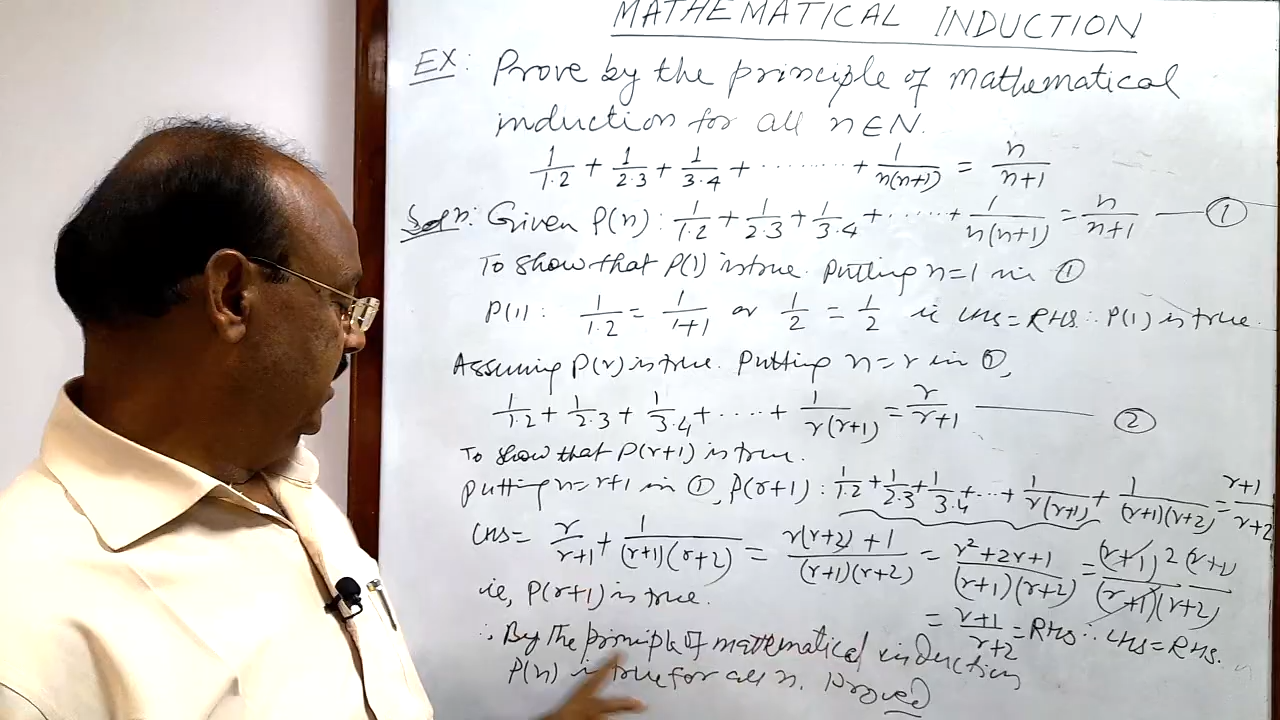 MATHEMATICAL INDUCTION
EX: Prove by the principle of mathematical
induction for all n∈N.
1/1.2 + 1/2.3 + 1/3.4 + ........ + 1/n(n+1) = n/n+1
Soln: Given P(n): 1/1.2 + 1/2.3 + 1/3.4 + ..... + 1/n(n+1) = n/n+1 — ①
To show that P(1) is true. Putting n=1 in ①
P(1): 1/1.2 = 1/1+1 or 1/2 = 1/2 ie LHS=RHS ∴ P(1) is true.
Assuming P(r) is true. Putting n=r in ①,
1/1.2 + 1/2.3 + 1/3.4 + .... + 1/r(r+1) = r/r+1 — ②
To show that P(r+1) is true.
Putting n=r+1 in ①, P(r+1): 1/1.2 + 1/2.3 + 1/3.4 + ... + 1/r(r+1) + 1/(r+1)(r+2) = r+1/r+2
LHS = r/r+1 + 1/(r+1)(r+2) = r(r+2)+1/(r+1)(r+2) = r²+2r+1/(r+1)(r+2) = (r+1)2(r+1)/(r+1)(r+2)
= r+1/r+2 = RHS ∴ LHS = RHS.
ie, P(r+1) is true.
∴ By the principle of mathematical induction
P(n) is true for all n. Proved